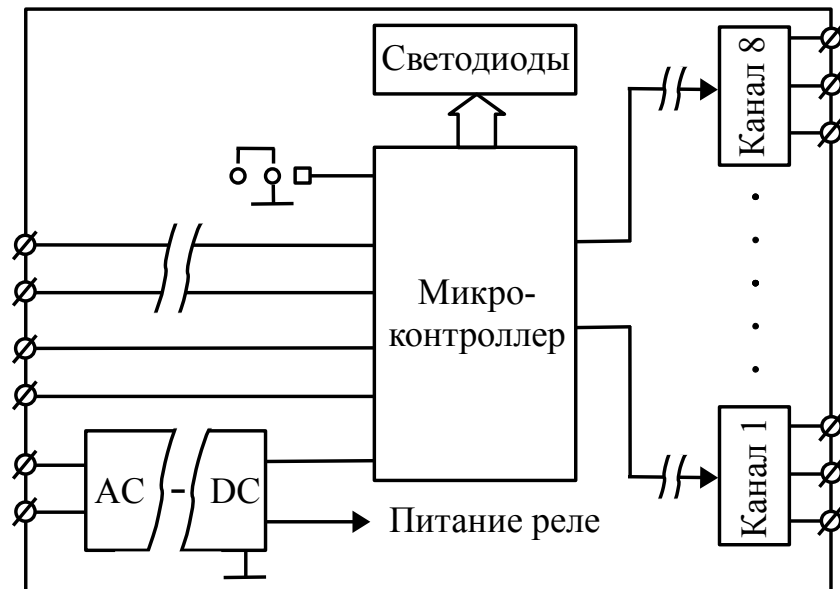 Светодиоды
Канал 8
Микро-
контроллер
AC - DC
Питание реле
Канал 1